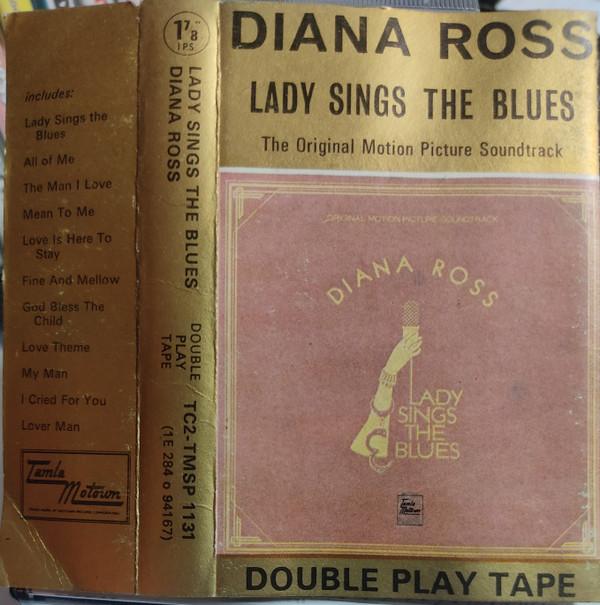 includes:
Lady Sings the
Blues
All of Me
The Man I Love
Mean To Me
Love Is Here To
Stay
Fine And Mellow
God Bless The
Child
Love Theme
My Man
I Cried For You
Lover Man
Tamla
Motown
1 7/8"
IPS
LADY SINGS THE BLUES
DIANA ROSS
DOUBLE
PLAY
TAPE
TC2-TMSP 1131
(1E 284 o 94167)
DIANA ROSS
LADY SINGS THE BLUES
The Original Motion Picture Soundtrack
ORIGINAL MOTION PICTURE SOUNDTRACK
DIANA ROSS
LADY
SINGS
THE
BLUES
Tamla
Motown
DOUBLE PLAY TAPE